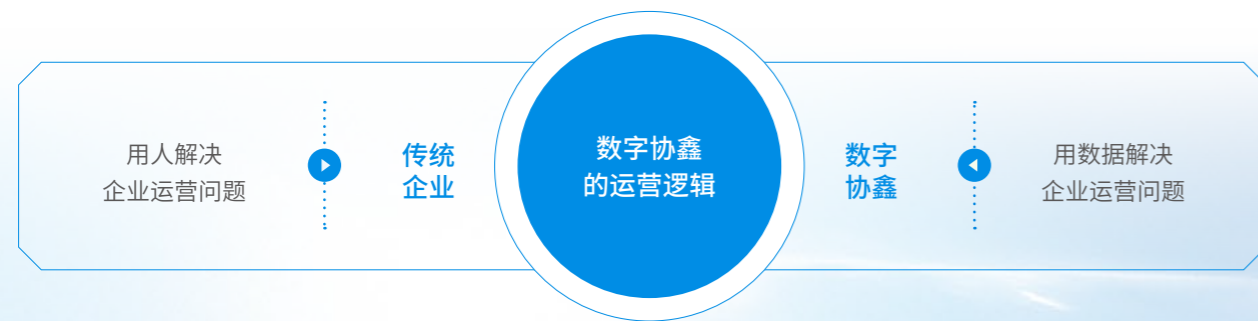 用人解决
企业运营问题
传统
企业
数字协鑫
的运营逻辑
数字
协鑫
用数据解决
企业运营问题